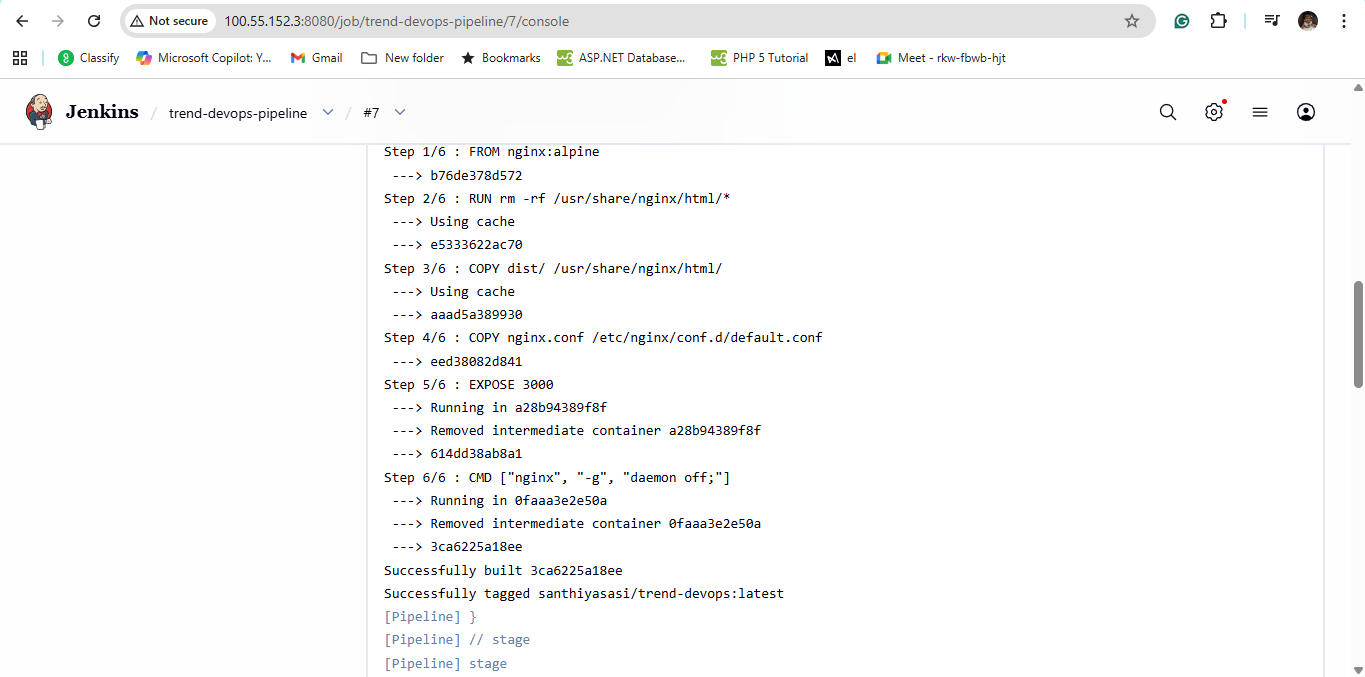 Not secure 100.55.152.3:8080/job/trend-devops-pipeline/7/console
Classify Microsoft Copilot: Y... Gmail New folder Bookmarks ASP.NET Database... PHP 5 Tutorial el Meet - rkw-fbwb-hjt
Jenkins / trend-devops-pipeline / #7
Step 1/6 : FROM nginx:alpine
---> b76de378d572
Step 2/6 : RUN rm -rf /usr/share/nginx/html/*
---> Using cache
---> e5333622ac70
Step 3/6 : COPY dist/ /usr/share/nginx/html/
---> Using cache
---> aaad5a389930
Step 4/6 : COPY nginx.conf /etc/nginx/conf.d/default.conf
---> eed38082d841
Step 5/6 : EXPOSE 3000
---> Running in a28b94389f8f
---> Removed intermediate container a28b94389f8f
---> 614dd38ab8a1
Step 6/6 : CMD ["nginx", "-g", "daemon off;"]
---> Running in 0faaa3e2e50a
---> Removed intermediate container 0faaa3e2e50a
---> 3ca6225a18ee
Successfully built 3ca6225a18ee
Successfully tagged santhiyasasi/trend-devops:latest
[Pipeline] }
[Pipeline] // stage
[Pipeline] stage